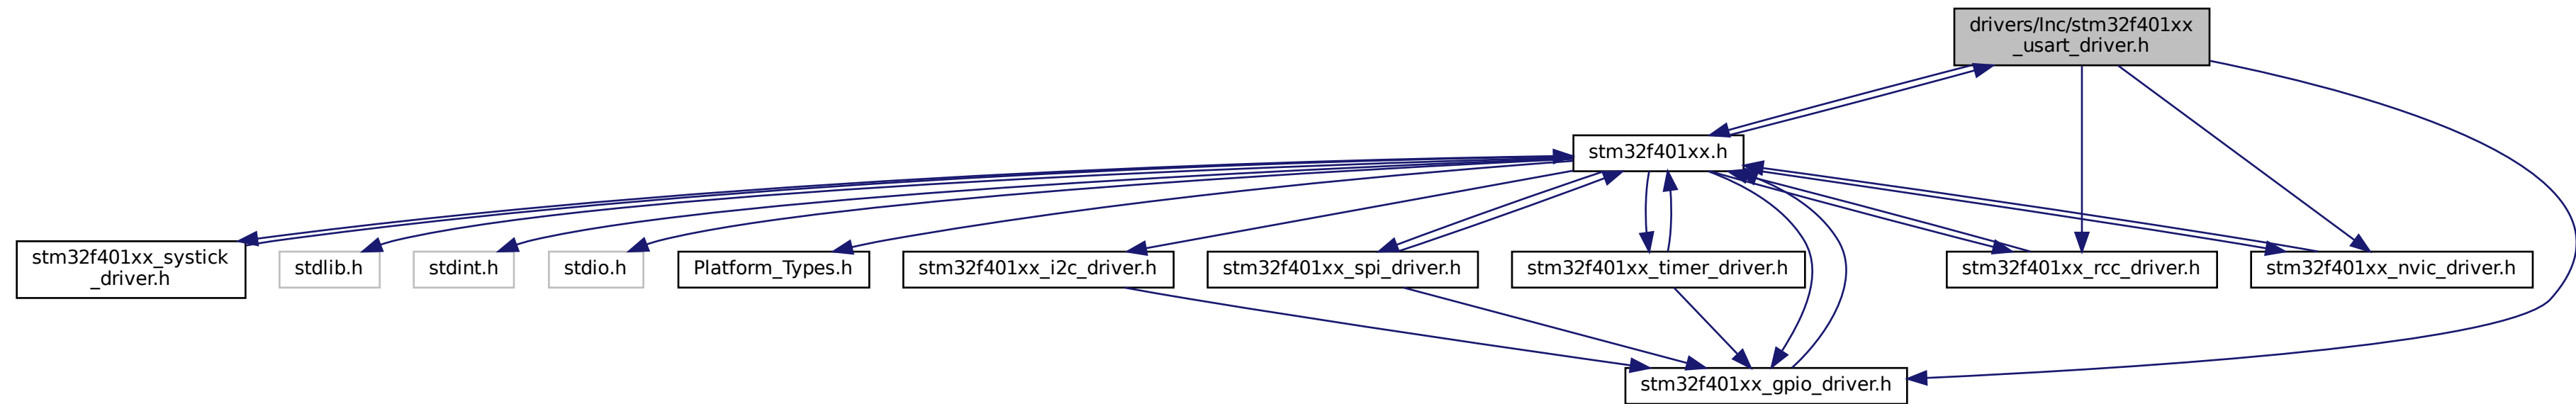 drivers/Inc/stm32f401xx
_usart_driver.h
stm32f401xx.h
stm32f401xx_systick
_driver.h
stdlib.h
stdint.h
stdio.h
Platform_Types.h
stm32f401xx_i2c_driver.h
stm32f401xx_spi_driver.h
stm32f401xx_timer_driver.h
stm32f401xx_rcc_driver.h
stm32f401xx_nvic_driver.h
stm32f401xx_gpio_driver.h